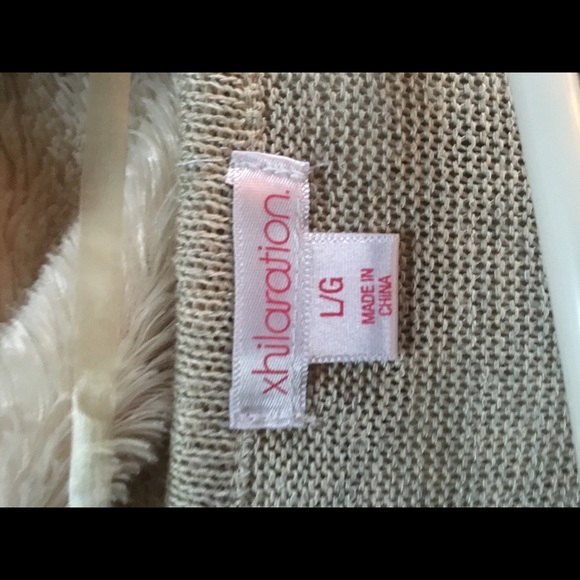 xhilaration.
L/G
MADE IN
CHINA